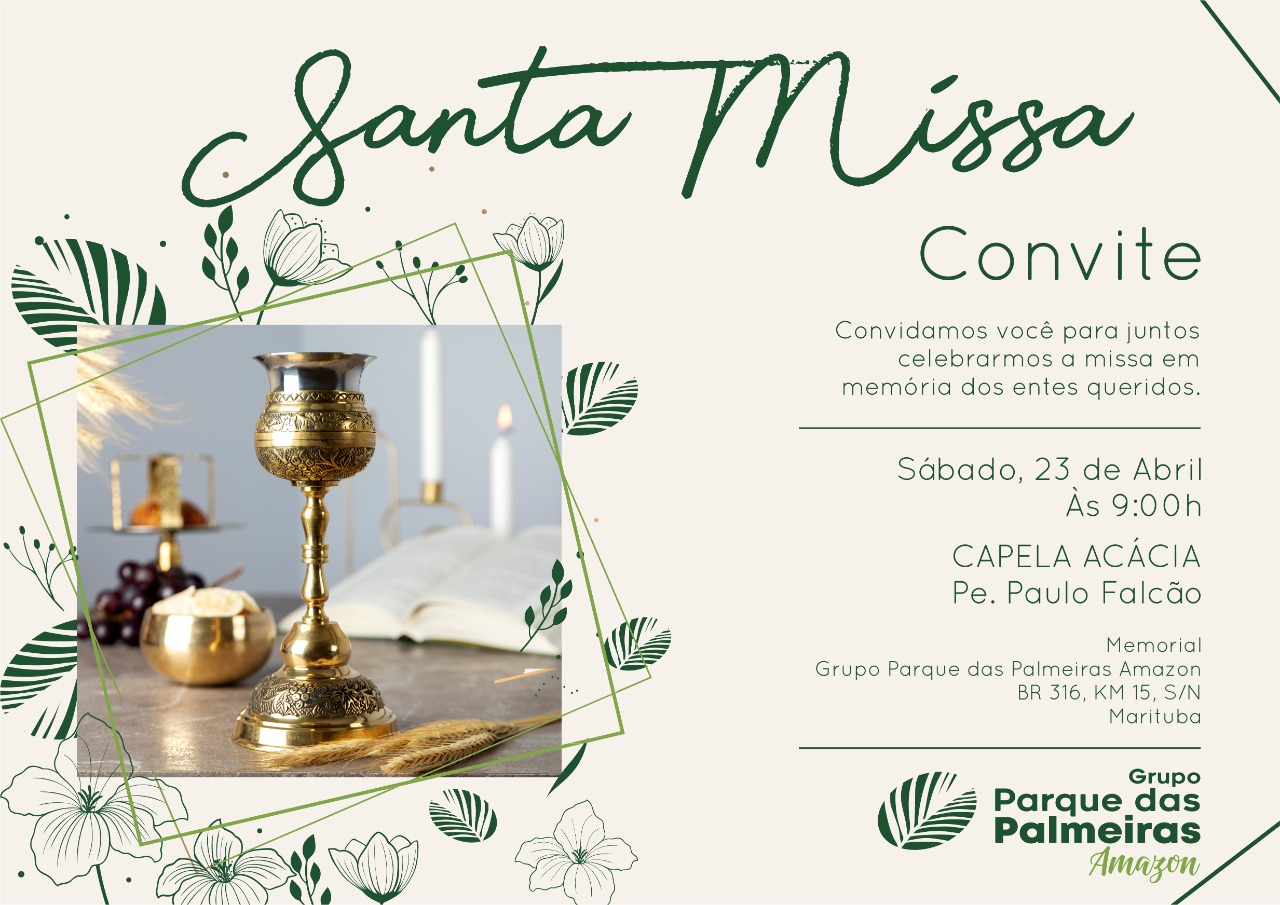 Santa Missa
Convite
Convidamos você para juntos
celebrarmos a missa em
memória dos entes queridos.
Sábado, 23 de Abril
Às 9:00h
CAPELA ACÁCIA
Pe. Paulo Falcão
Memorial
Grupo Parque das Palmeiras Amazon
BR 316, KM 15, S/N
Marituba
Grupo
Parque das
Palmeiras
Amazon